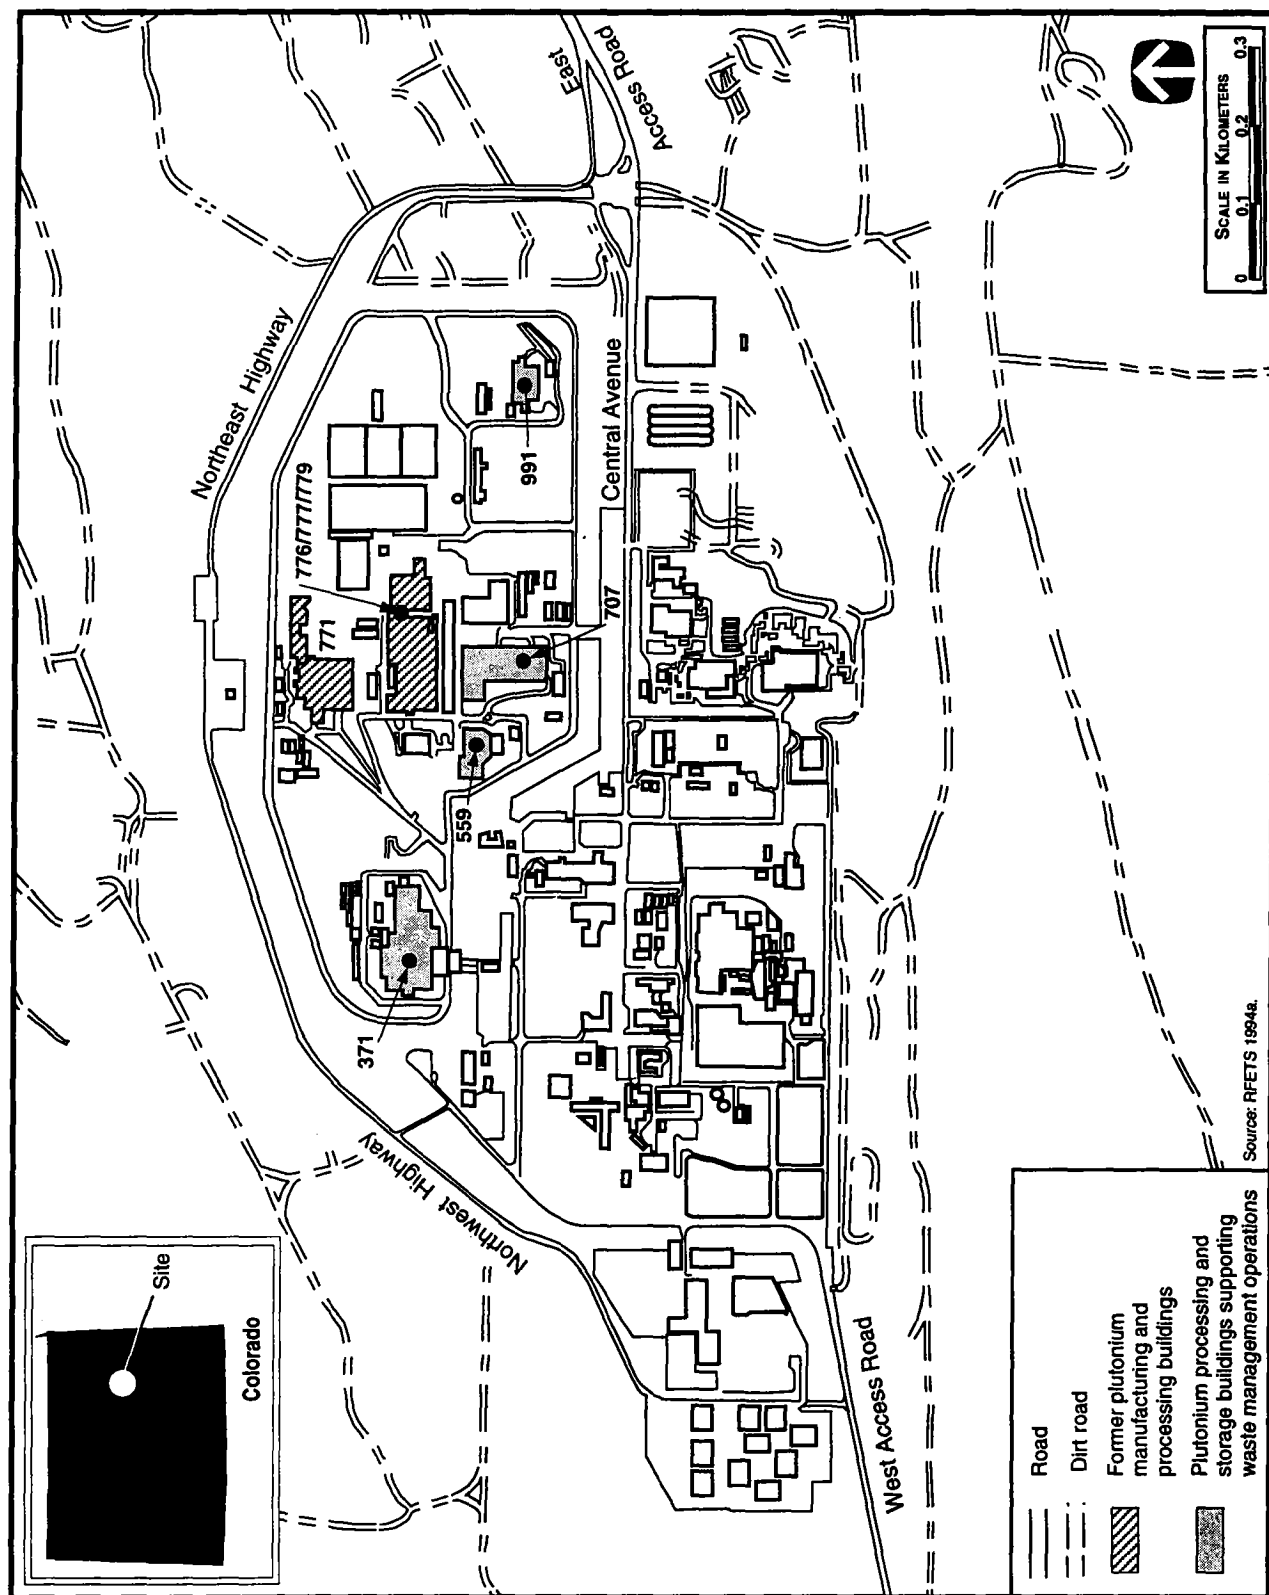 Northeast Highway
East
Access Road
776/777/779
771
991
Central Avenue
707
559
371
Northwest Highway
West Access Road
Site
Colorado
SCALE IN KILOMETERS
0 0.1 0.2 0.3
Road
Dirt road
Former plutonium
manufacturing and
processing buildings
Plutonium processing and
storage buildings supporting
waste management operations
Source: RFETS 1994a.